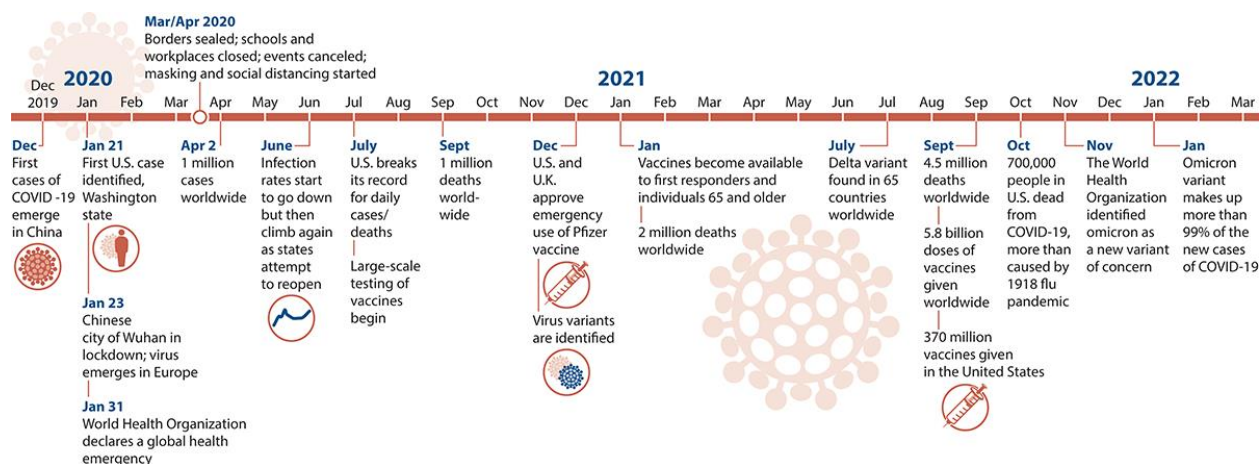 Mar/Apr 2020
Borders sealed; schools and
workplaces closed; events canceled;
masking and social distancing started
Dec
2019
2020
Jan
Feb
Mar
Apr
May
Jun
Jul
Aug
Sep
Oct
Nov
Dec
2021
Jan
Feb
Mar
Apr
May
Jun
Jul
Aug
Sep
Oct
Nov
Dec
2022
Jan
Feb
Mar
Dec
First
cases of
COVID -19
emerge
in China
Jan 21
First U.S. case
identified,
Washington
state
Jan 23
Chinese
city of Wuhan in
lockdown; virus
emerges in Europe
Jan 31
World Health Organization
declares a global health
emergency
Apr 2
1 million
cases
worldwide
June
Infection
rates start
to go down
but then
climb again
as states
attempt
to reopen
July
U.S. breaks
its record
for daily
cases/
deaths
Large-scale
testing of
vaccines
begin
Sept
1 million
deaths
world-
wide
Dec
U.S. and
U.K.
approve
emergency
use of Pfizer
vaccine
Virus variants
are identified
Jan
Vaccines become available
to first responders and
individuals 65 and older
2 million deaths
worldwide
July
Delta variant
found in 65
countries
worldwide
Sept
4.5 million
deaths
worldwide
5.8 billion
doses of
vaccines
given
worldwide
370 million
vaccines given
in the United States
Oct
700,000
people in
U.S. dead
from
COVID-19,
more than
caused by
1918 flu
pandemic
Nov
The World
Health
Organization
identified
omicron as
a new variant
of concern
Jan
Omicron
variant
makes up
more than
99% of the
new cases
of COVID-19